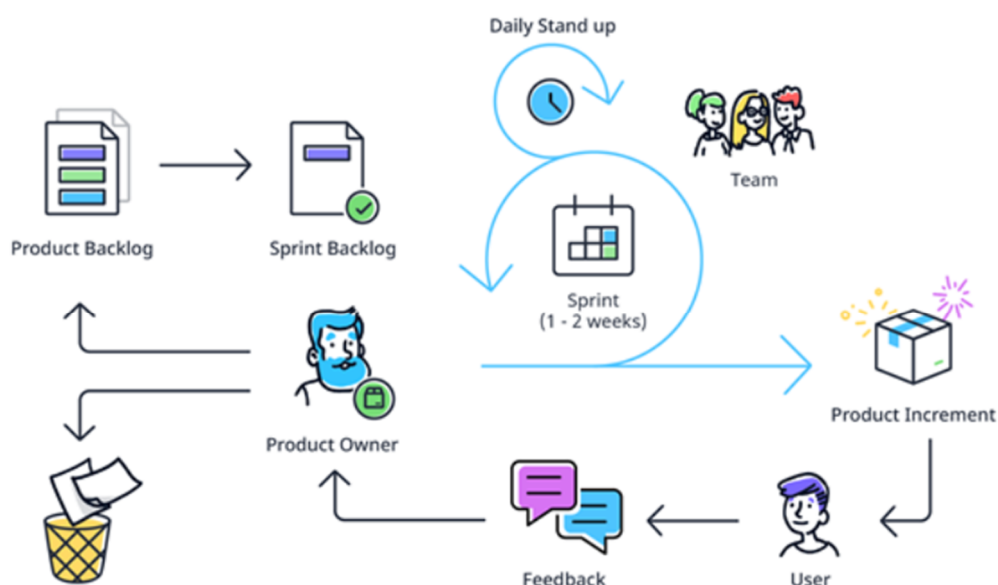 Daily Stand up
Team
Product Backlog
Sprint Backlog
Sprint
(1 - 2 weeks)
Product Increment
Product Owner
Feedback
User